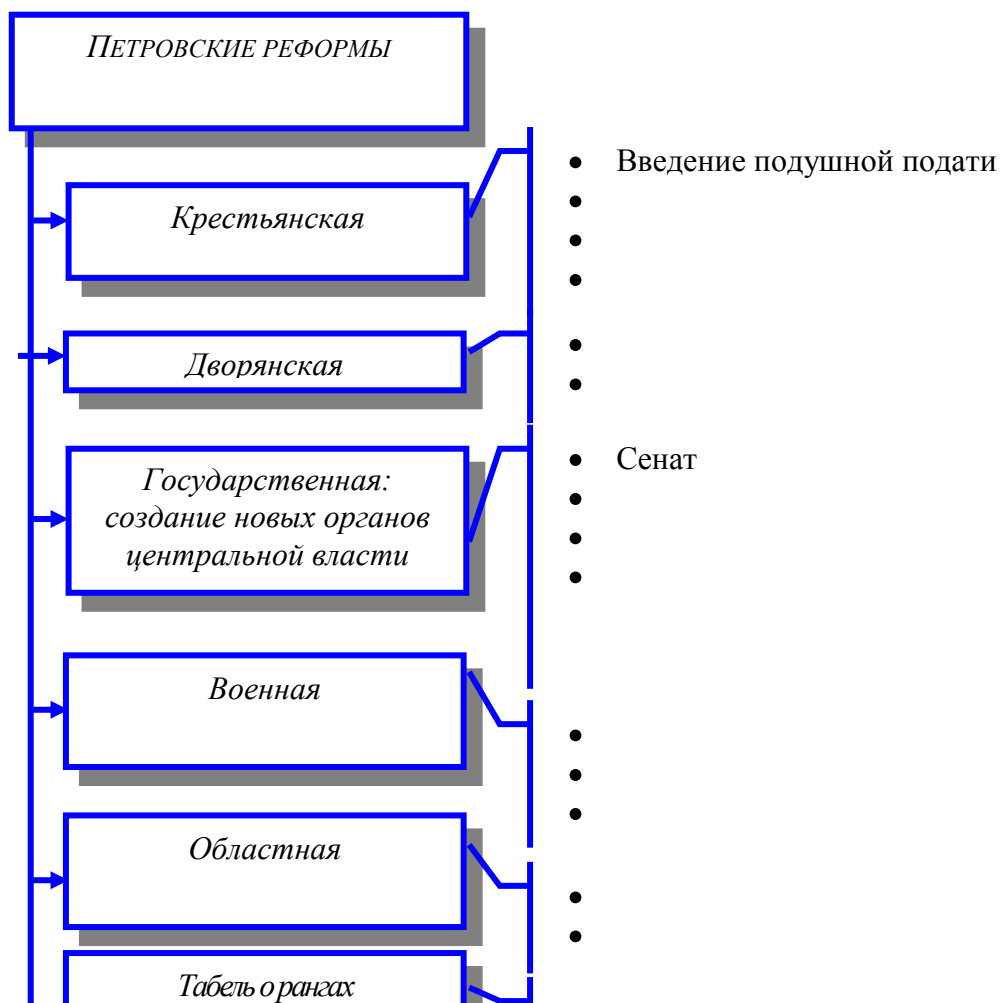 ПЕТРОВСКИЕ РЕФОРМЫ
• Введение подушной подати
Крестьянская
•
•
•
Дворянская
•
•
Государственная:
создание новых органов
центральной власти
• Сенат
•
•
•
Военная
•
•
•
Областная
•
•
Табель о рангах